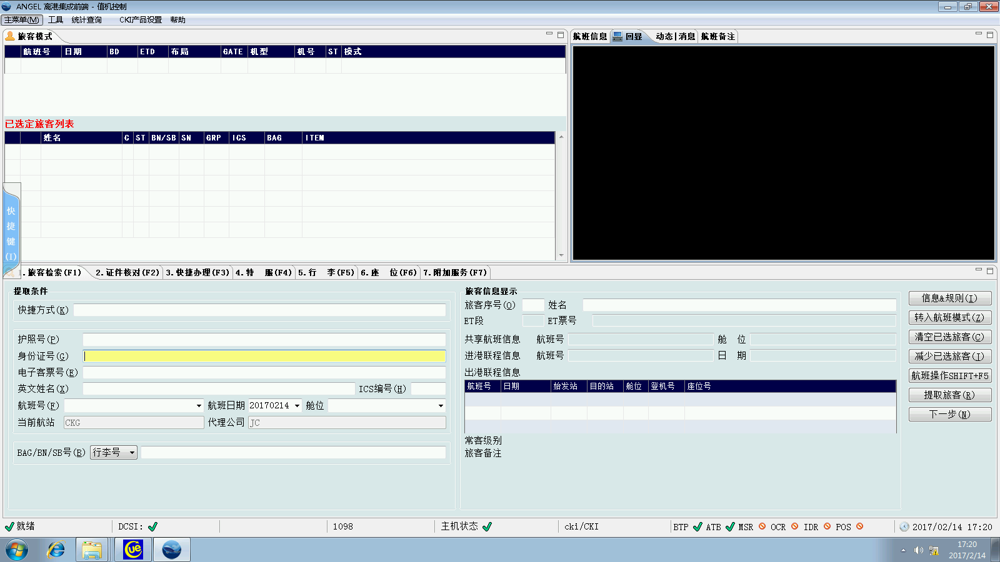 ANGEL 离港集成前端 - 值机控制
主菜单(M) 工具 统计查询 CKI产品设置 帮助
旅客模式
航班号 日期 BD ETD 布局 GATE 机型 机号 ST 模式
航班信息 回显 动态|消息 航班备注
已选定旅客列表
姓名 C ST BN/SB SN GRP ICS BAG ITEM
快
捷
键
(I)
1.旅客检索(F1) 2.证件核对(F2) 3.快捷办理(F3) 4.特 服(F4) 5.行 李(F5) 6.座 位(F6) 7.附加服务(F7)
提取条件
快捷方式(K)
护照号(P)
身份证号(G)
电子客票号(E)
英文姓名(X) ICS编号(H)
航班号(F) 航班日期 20170214 舱位
当前航站 CKG 代理公司 JC
BAG/BN/SB号(B) 行李号
旅客信息显示
旅客序号(O) 姓名
ET段 ET票号
共享航班信息 航班号 舱 位
进港联程信息 航班号 日 期
出港联程信息
航班号 日期 始发站 目的站 舱位 登机号 座位号
常客级别
旅客备注
信息&规则(I)
转入航班模式(Z)
清空已选旅客(C)
减少已选旅客(J)
航班操作SHIFT+F5
提取旅客(R)
下一步(N)
就绪 DCSI: 1098 主机状态 cki/CKI BTP ATB MSR OCR IDR POS 2017/02/14 17:20
17:20
2017/2/14